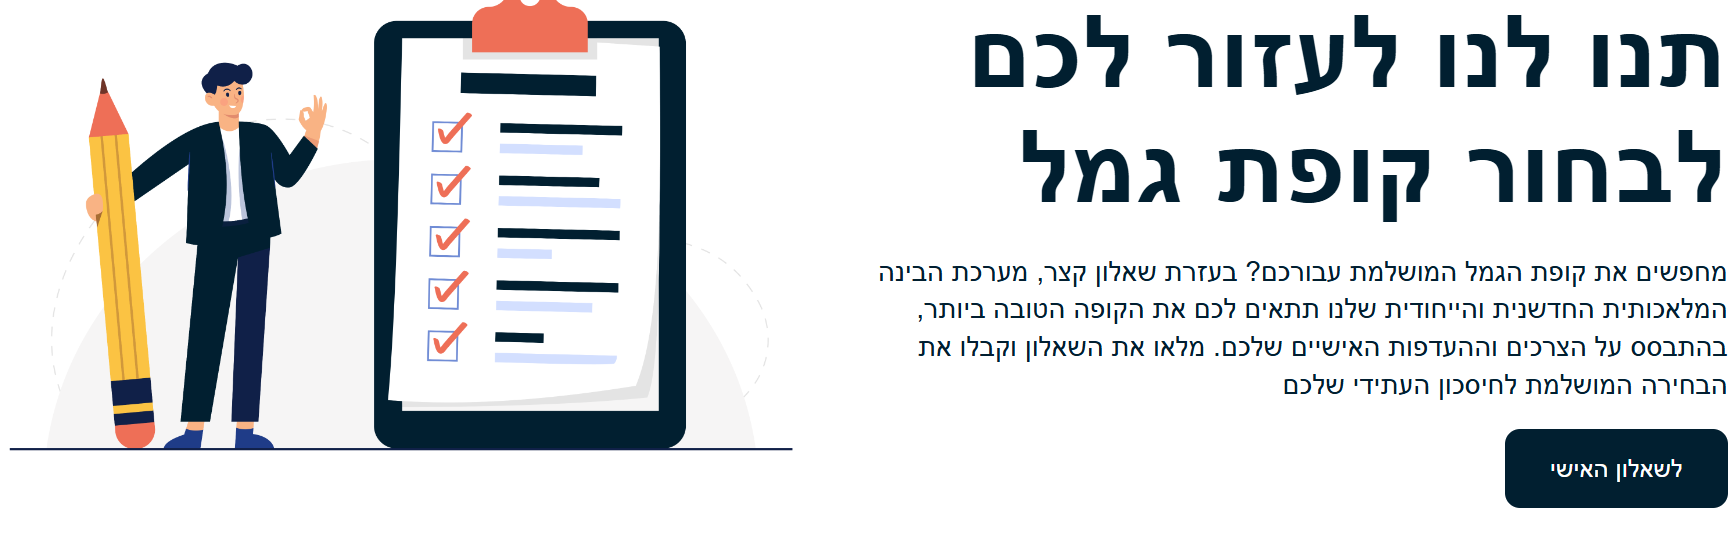 תנו לנו לעזור לכם
לבחור קופת גמל
מחפשים את קופת הגמל המושלמת עבורכם? בעזרת שאלון קצר, מערכת הבינה
המלאכותית החדשנית והייחודית שלנו תתאים לכם את הקופה הטובה ביותר,
בהתבסס על הצרכים וההעדפות האישיים שלכם. מלאו את השאלון וקבלו את
הבחירה המושלמת לחיסכון העתידי שלכם
לשאלון האישי